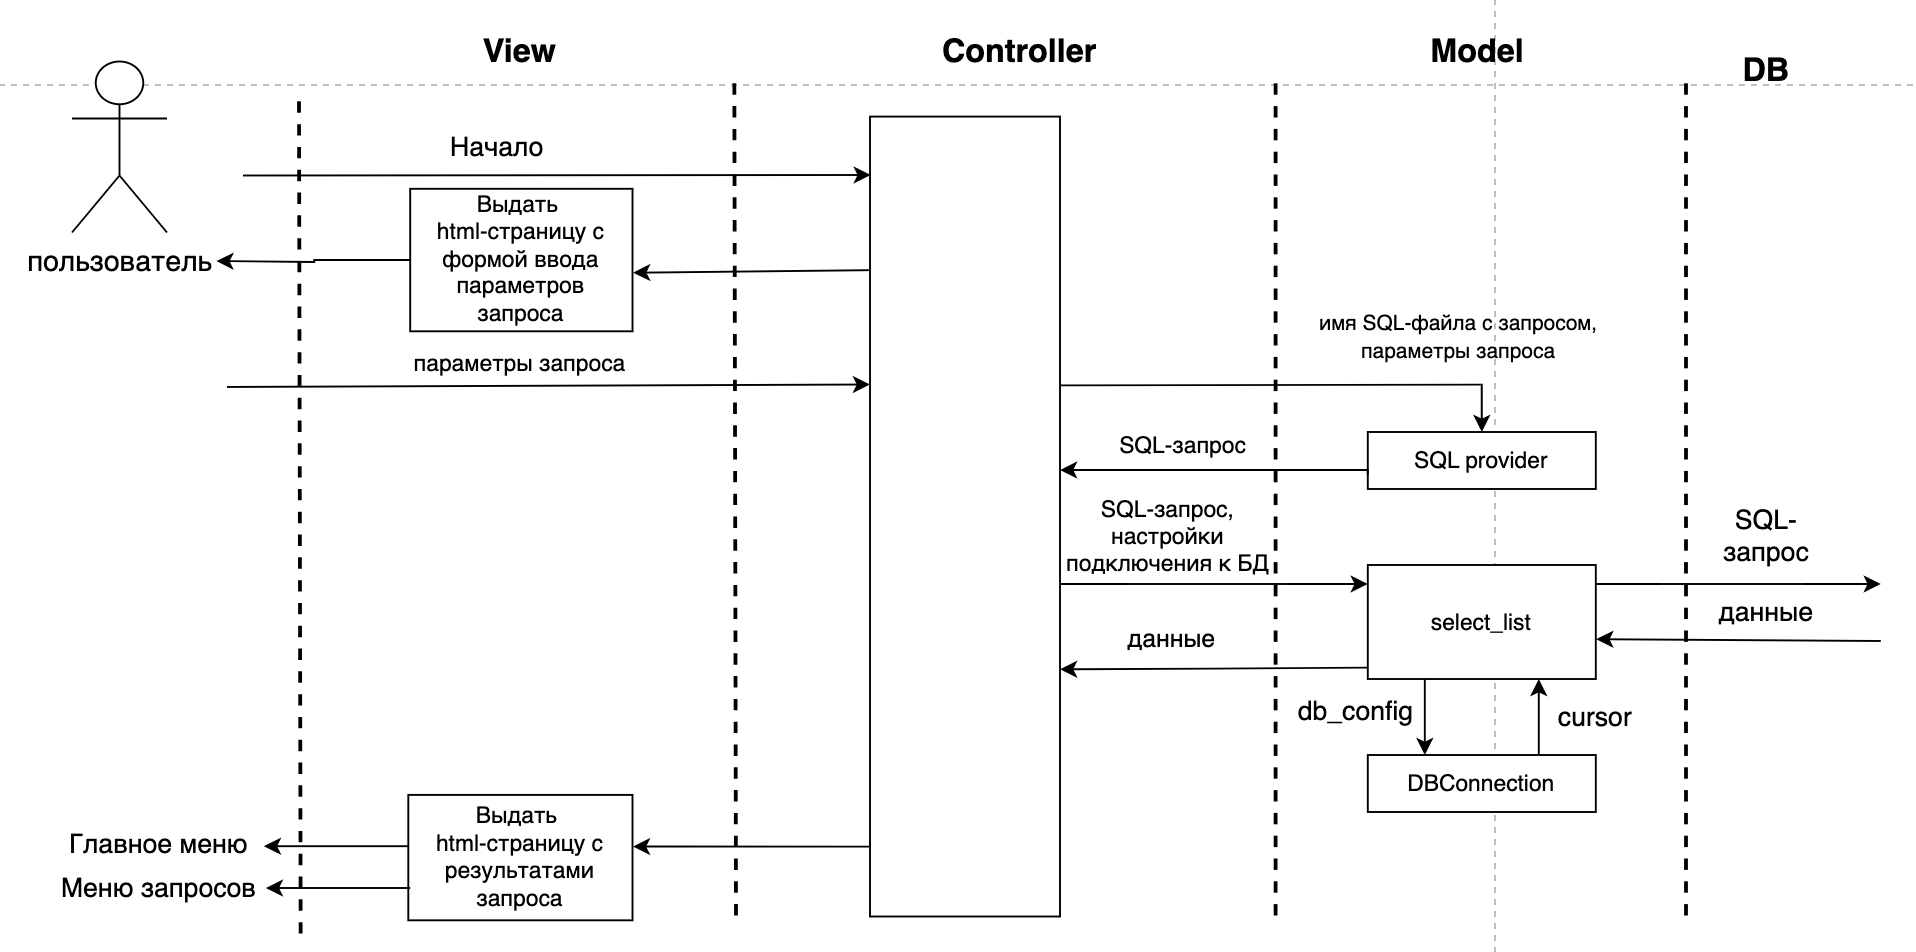 View
Controller
Model
DB
Начало
Выдать
html-страницу с
формой ввода
параметров
запроса
пользователь
параметры запроса
имя SQL-файла с запросом,
параметры запроса
SQL-запрос
SQL provider
SQL-запрос,
настройки
подключения к БД
SQL-
запрос
select_list
данные
данные
db_config
cursor
DBConnection
Выдать
html-страницу с
результатами
запроса
Главное меню
Меню запросов